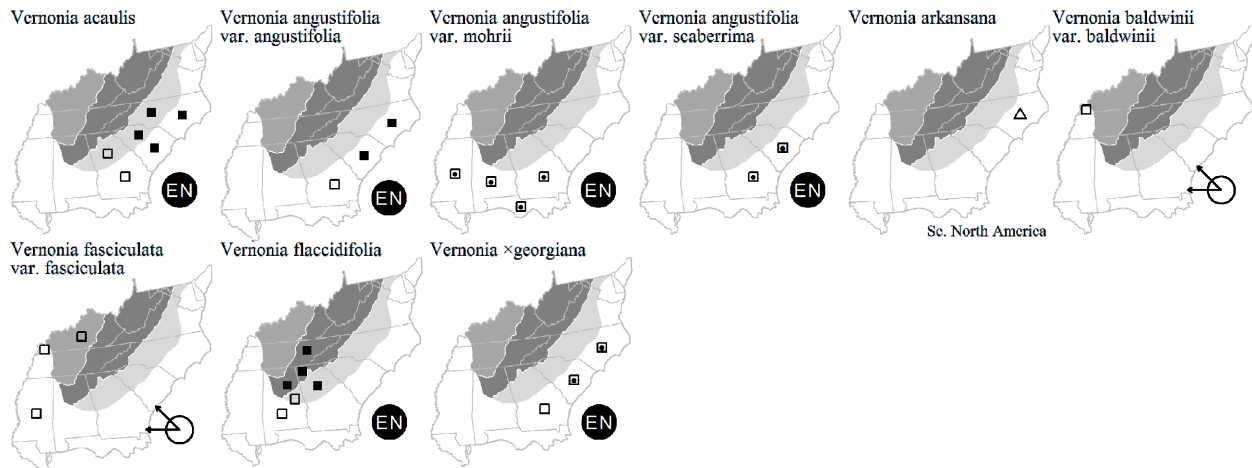 Vernonia acaulis
Vernonia angustifolia
var. angustifolia
Vernonia angustifolia
var. mohrii
Vernonia angustifolia
var. scaberrima
Vernonia arkansana
Vernonia baldwinii
var. baldwinii
EN
EN
EN
EN
Sc. North America
Vernonia fasciculata
var. fasciculata
Vernonia flaccidifolia
Vernonia ×georgiana
EN
EN